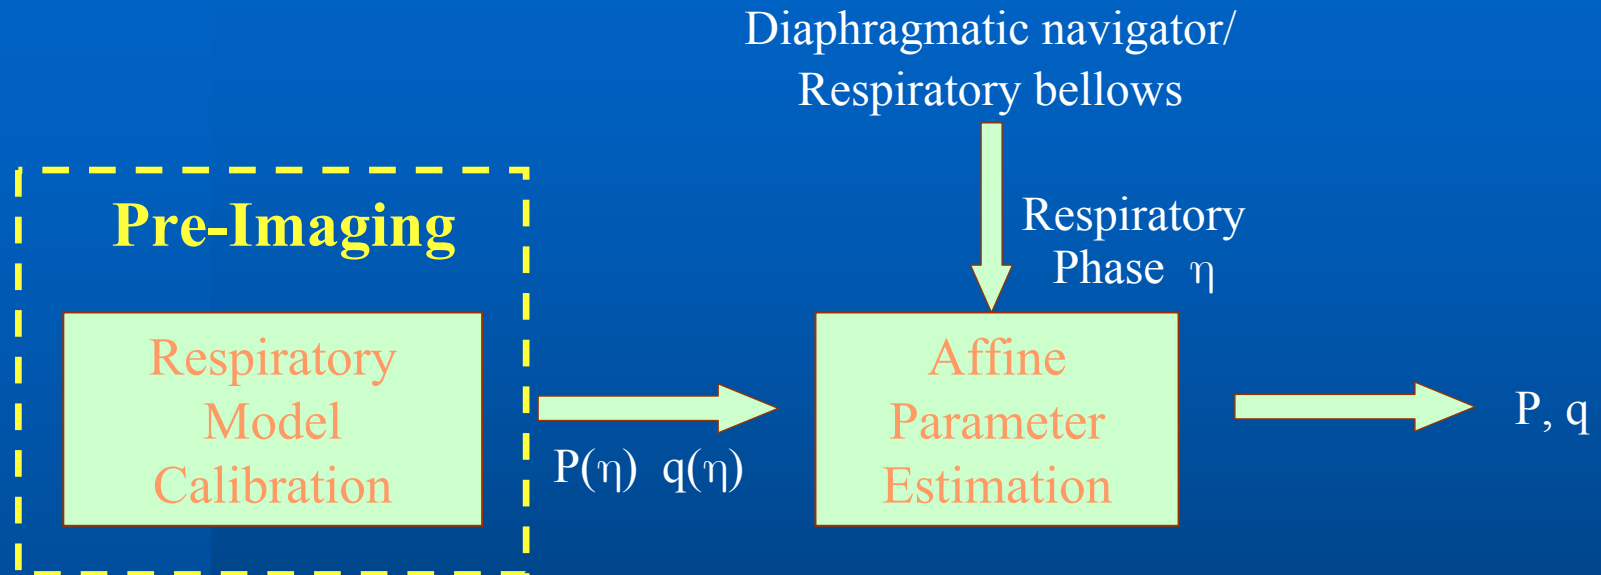 Diaphragmatic navigator/
Respiratory bellows
Pre-Imaging
Respiratory
Phase η
Respiratory
Model
Calibration
P(η) q(η)
Affine
Parameter
Estimation
P, q